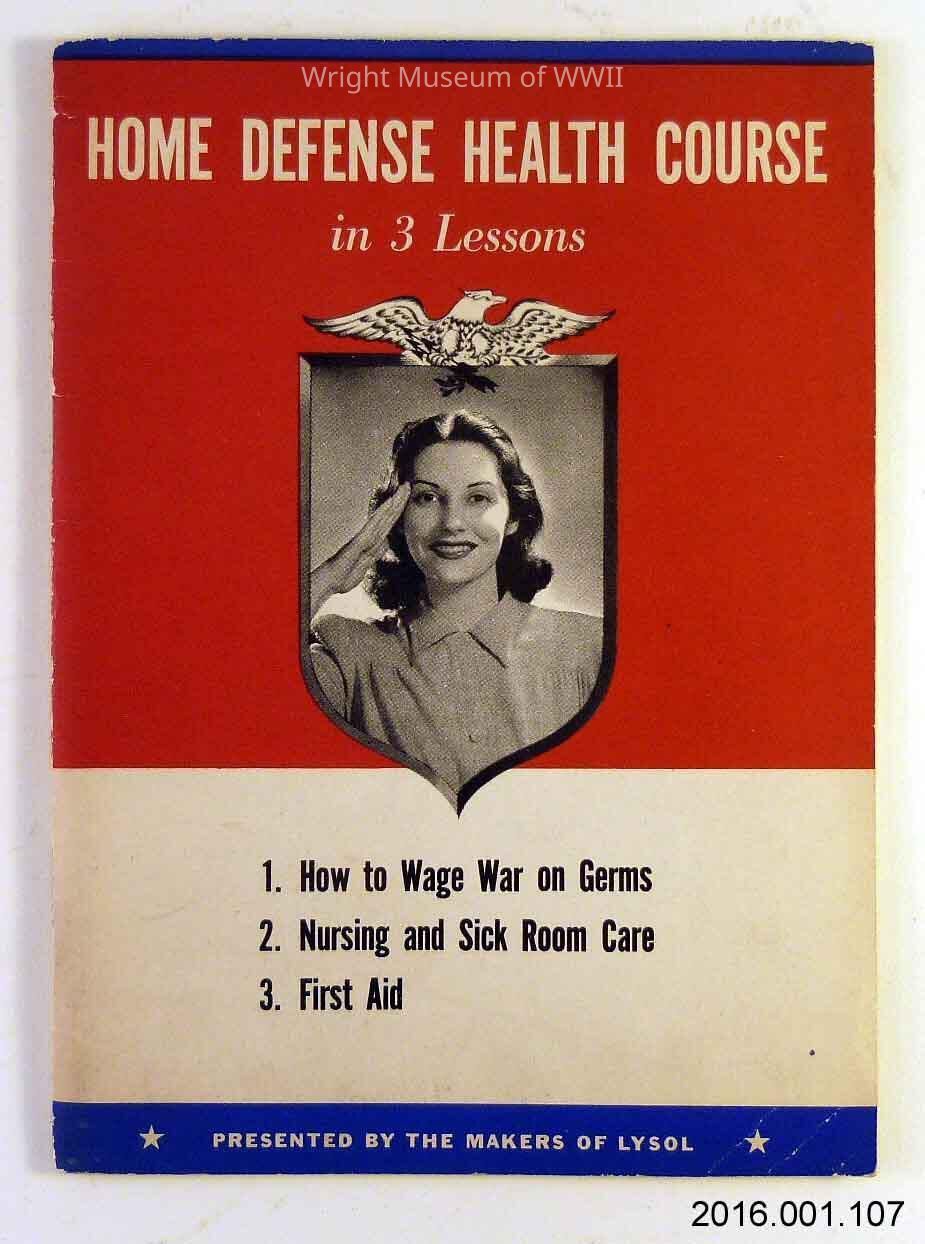 Wright Museum of WWII
HOME DEFENSE HEALTH COURSE
in 3 Lessons
1. How to Wage War on Germs
2. Nursing and Sick Room Care
3. First Aid
★ PRESENTED BY THE MAKERS OF LYSOL ★
2016.001.107